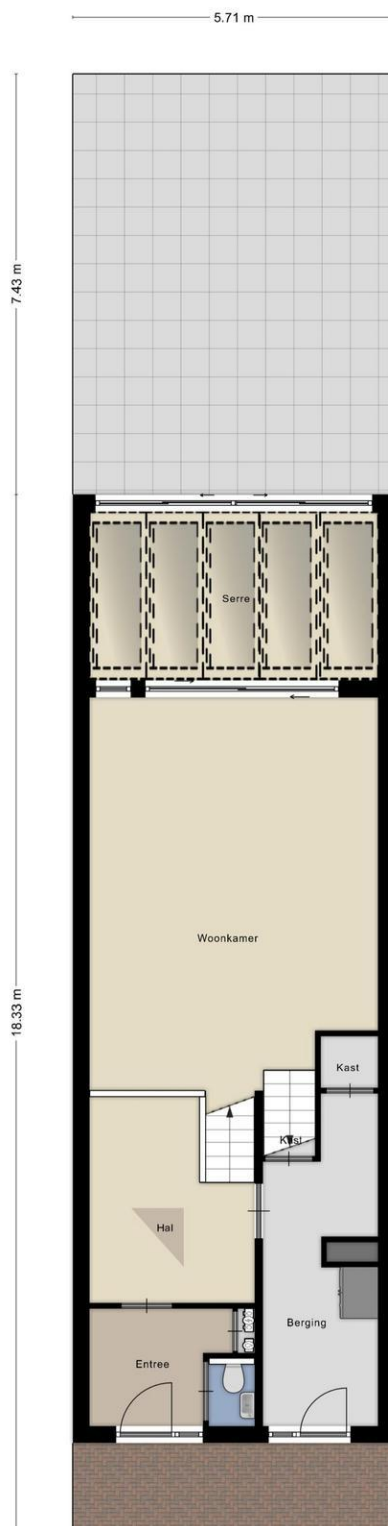 5.71 m
7.43 m
Serre
Woonkamer
18.33 m
Kast
Kast
Hal
Berging
Entree